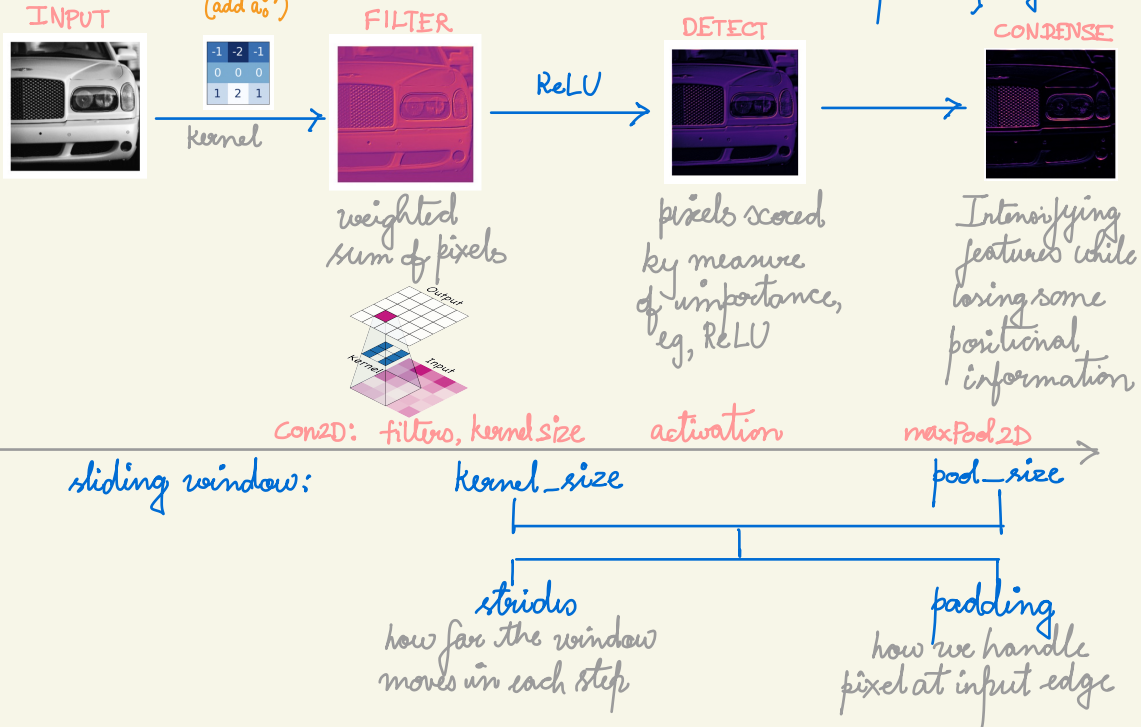 (add a:
INPUT
FILTER
DETECT
CONDENSE
-1 -2 -1
0 0 0
1 2 1
kernel
ReLU
weighted
sum of pixels
pixels scored
by measure
of importance,
eg, ReLU
Intensifying
features while
losing some
positional
information
Output
Kernel
Input
Con2D: filters, kernel size
activation
maxPool2D
sliding window:
kernel_size
pool_size
strides
how far the window
moves in each step
padding
how we handle
pixel at input edge